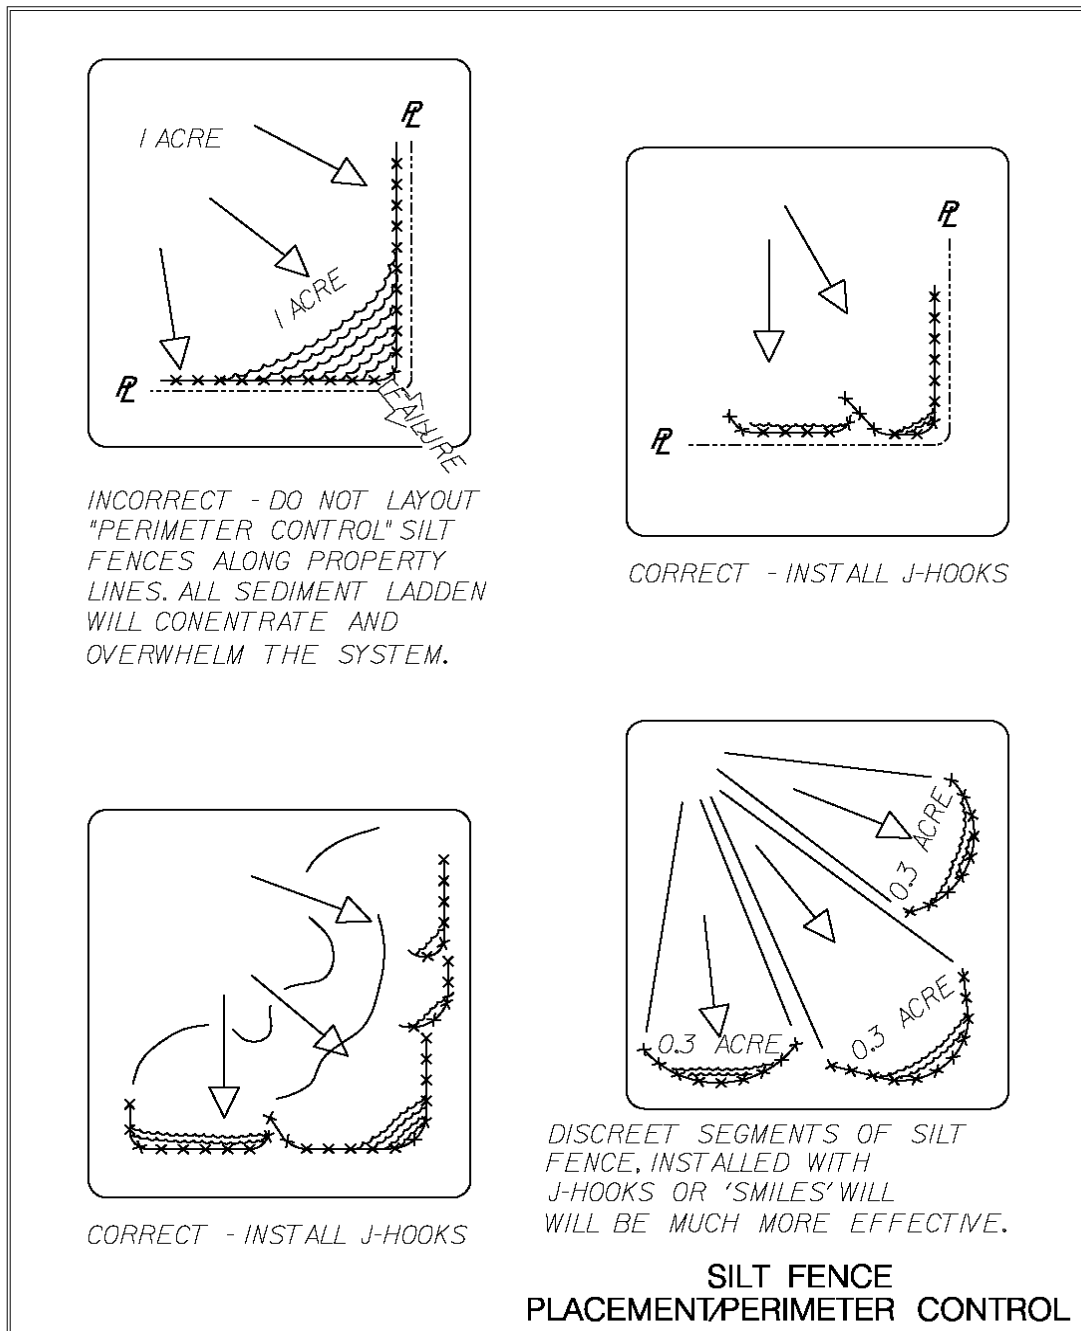 1 ACRE
PL
1 ACRE
PL
FAILURE
INCORRECT - DO NOT LAYOUT
"PERIMETER CONTROL" SILT
FENCES ALONG PROPERTY
LINES. ALL SEDIMENT LADDEN
WILL CONENTRATE AND
OVERWHELM THE SYSTEM.
PL
PL
CORRECT - INSTALL J-HOOKS
CORRECT - INSTALL J-HOOKS
0.3 ACRE
0.3 ACRE
0.3 ACRE
DISCREET SEGMENTS OF SILT
FENCE, INSTALLED WITH
J-HOOKS OR 'SMILES' WILL
WILL BE MUCH MORE EFFECTIVE.
SILT FENCE
PLACEMENT/PERIMETER CONTROL